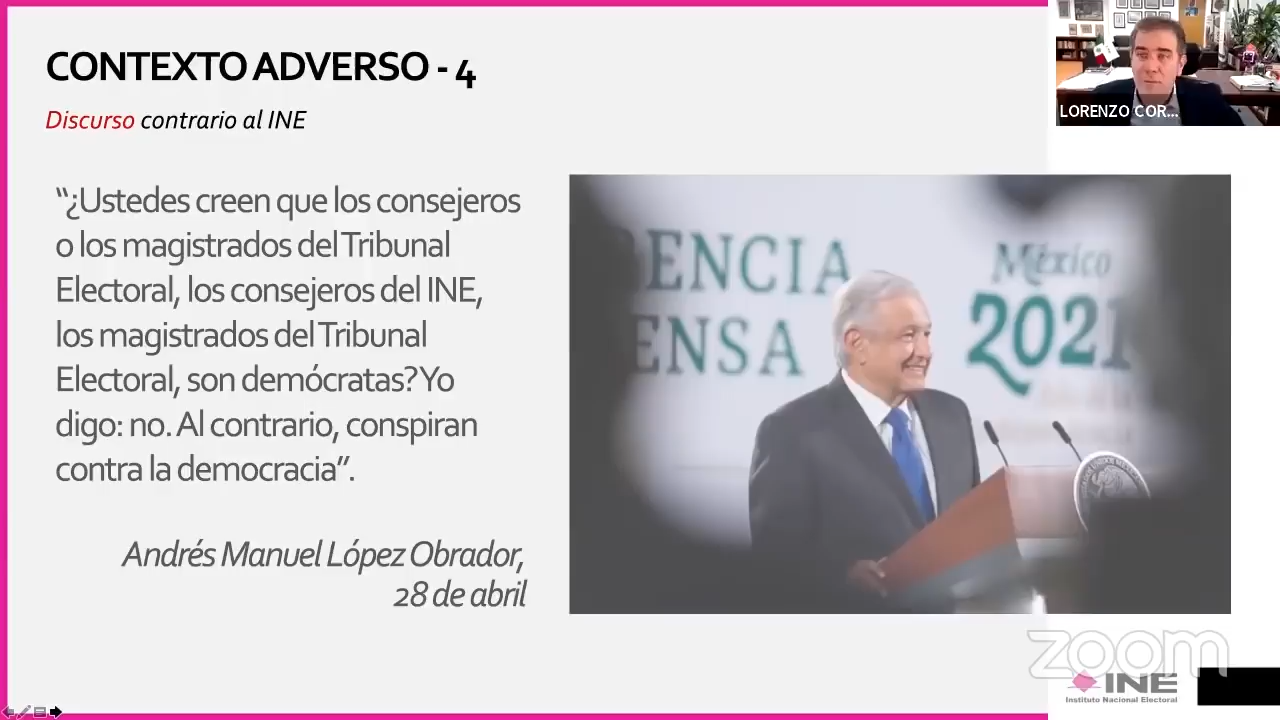 CONTEXTO ADVERSO - 4
Discurso contrario al INE
LORENZO COR...
“¿Ustedes creen que los consejeros
o los magistrados del Tribunal
Electoral, los consejeros del INE,
los magistrados del Tribunal
Electoral, son demócratas? Yo
digo: no. Al contrario, conspiran
contra la democracia”.
Andrés Manuel López Obrador,
28 de abril
ENCIA
ENSA
México
2021
zoom
INE
Instituto Nacional Electoral